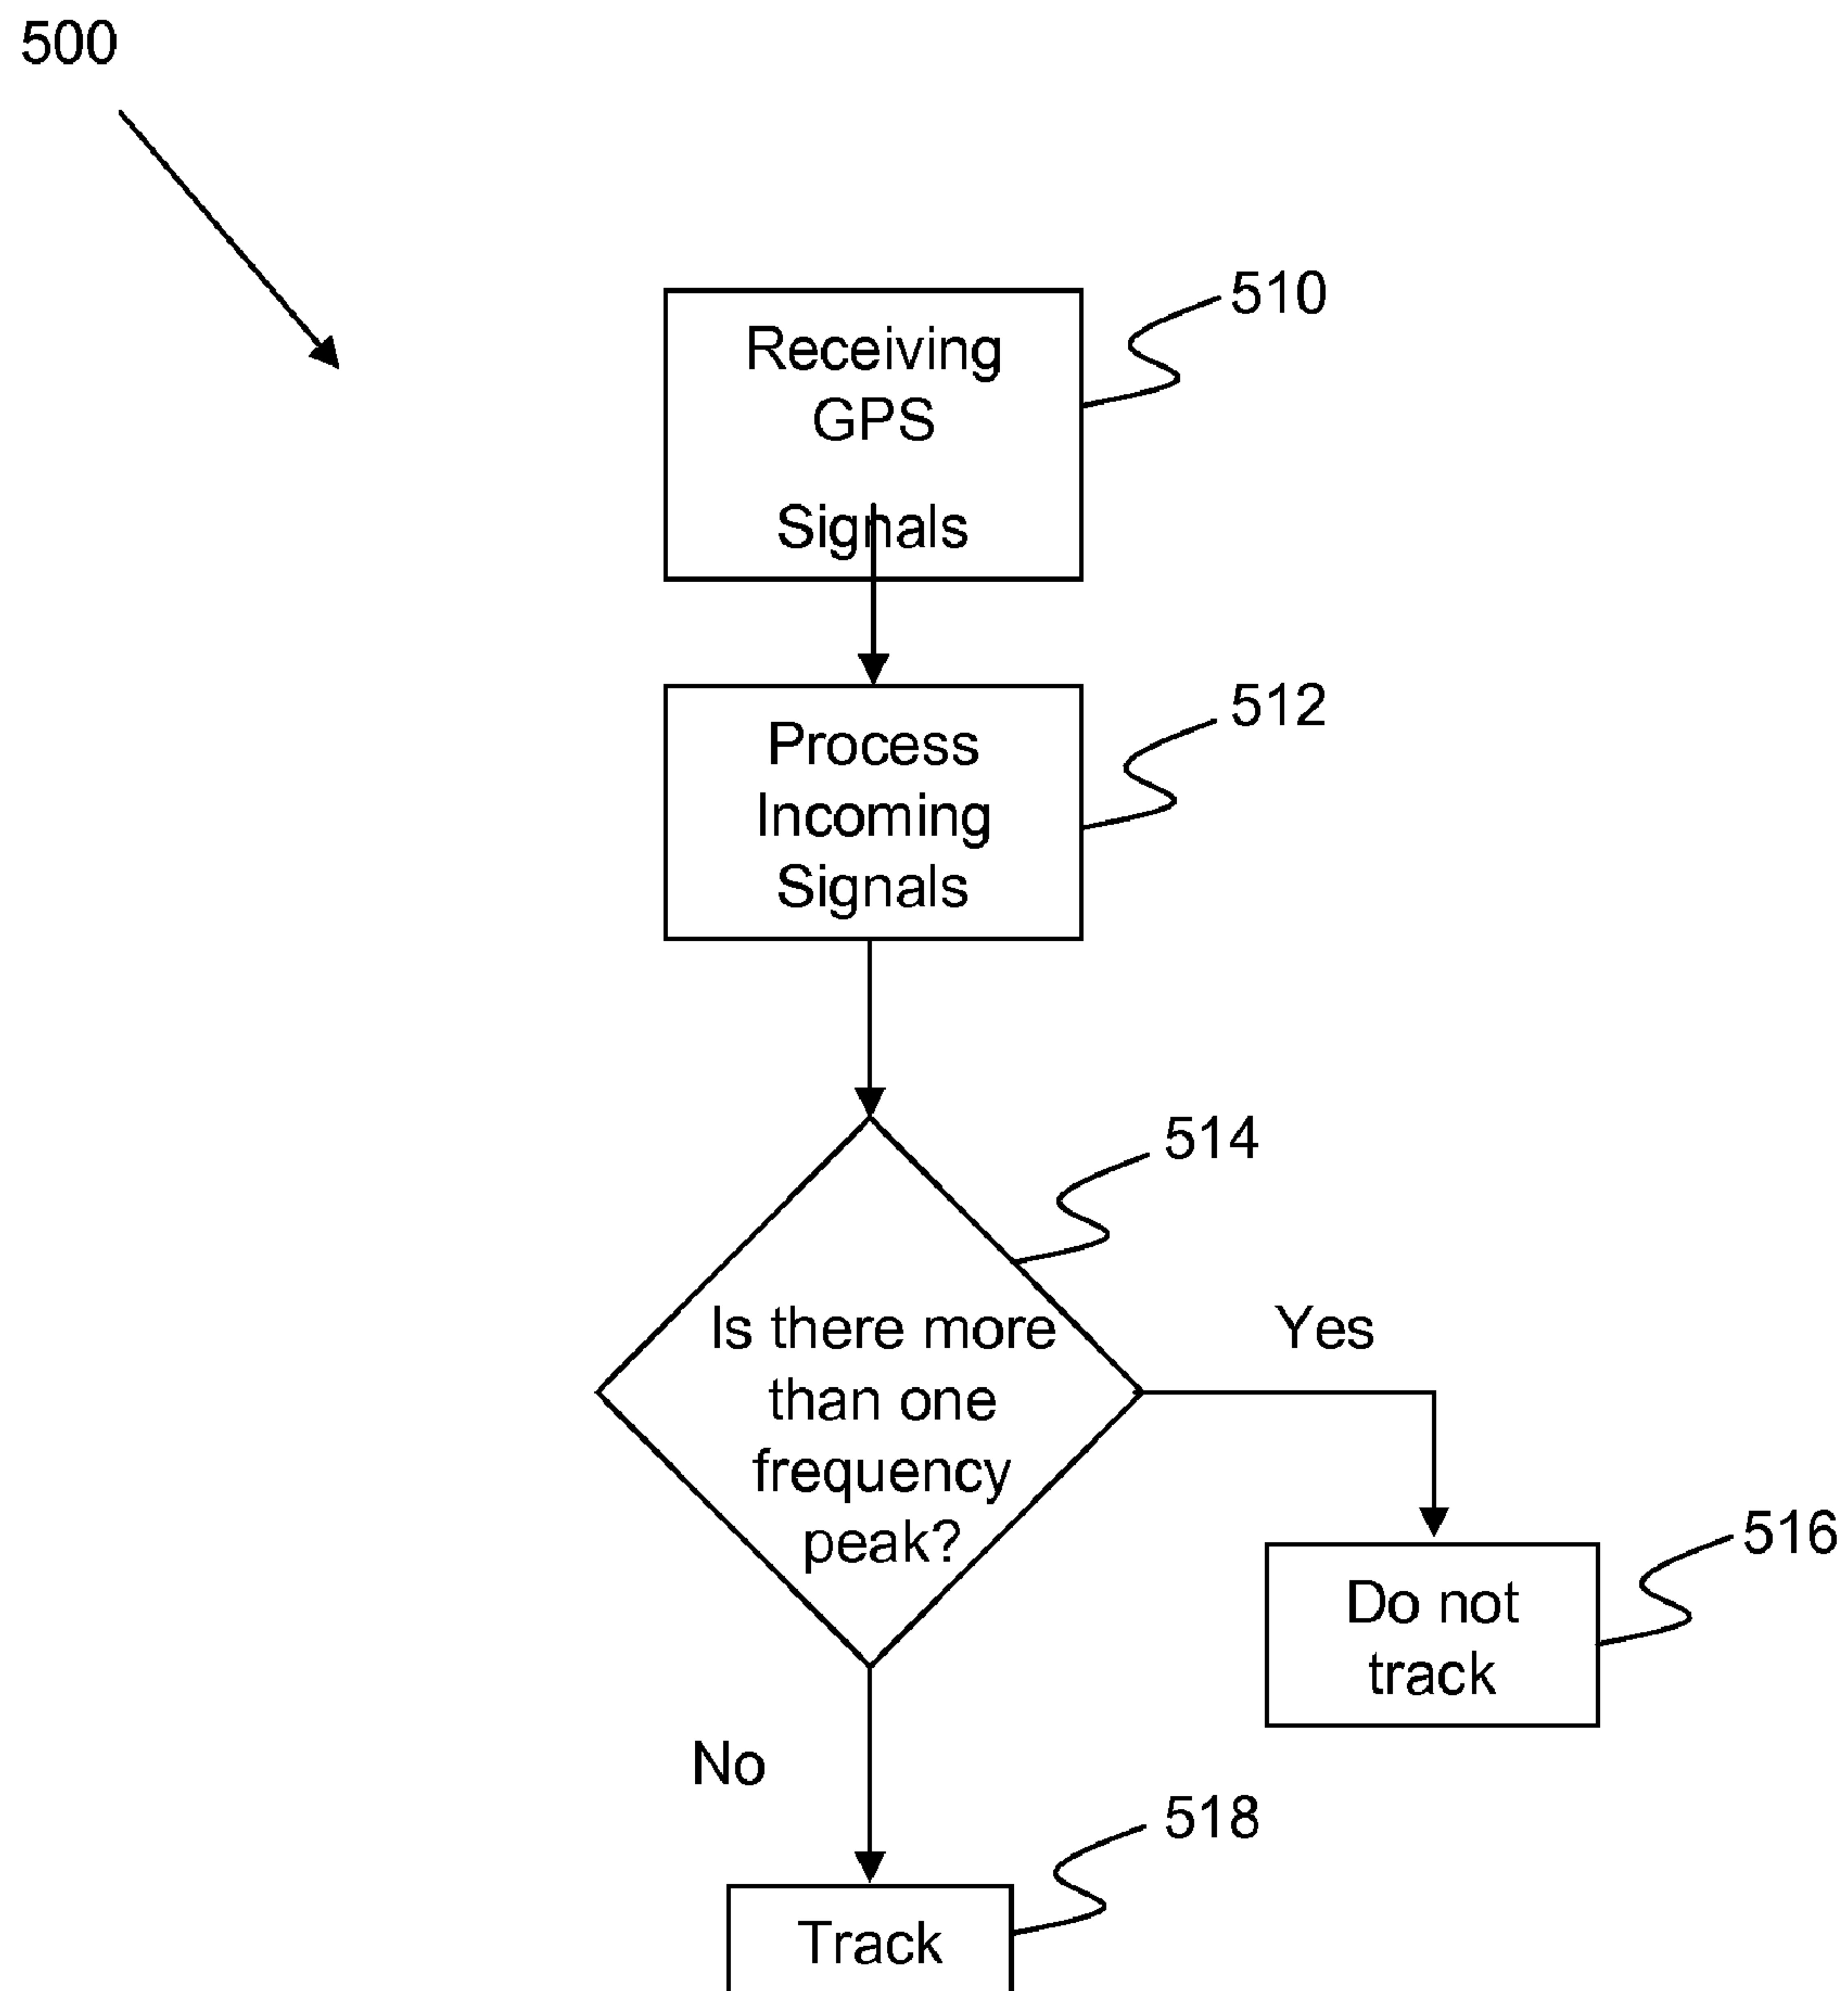 500
510
Receiving
GPS
Signals
512
Process
Incoming
Signals
514
Is there more
than one
frequency
peak?
Yes
516
Do not
track
No
518
Track